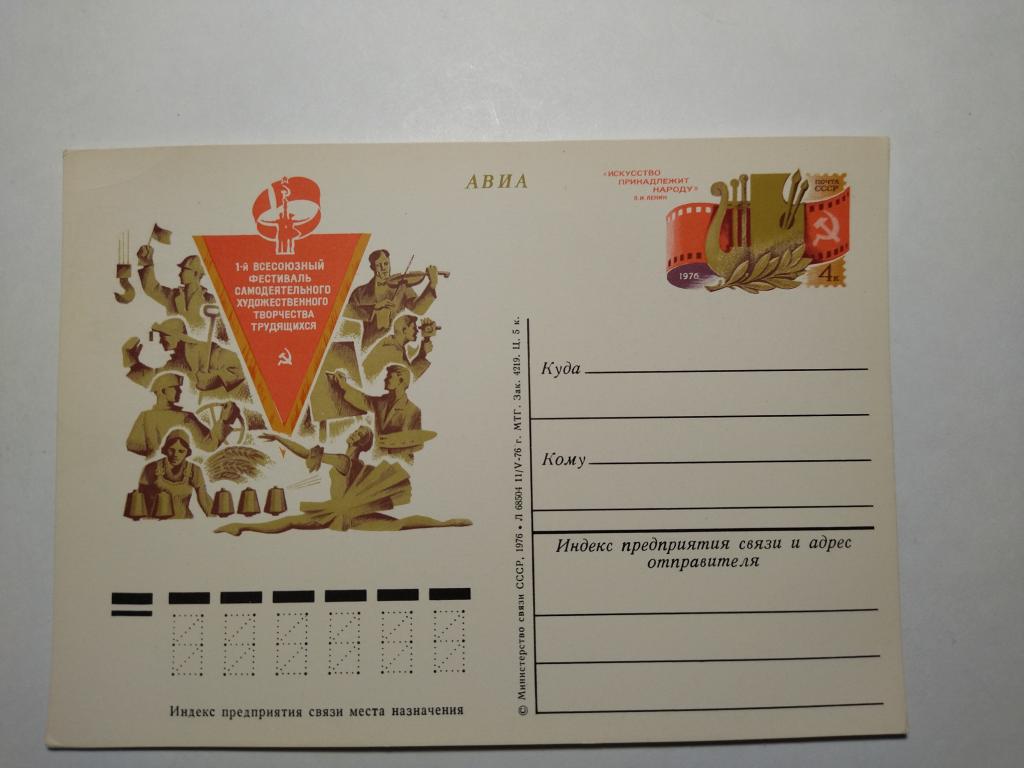 АВИА
«ИСКУССТВО
ПРИНАДЛЕЖИТ
НАРОДУ»
В.И. ЛЕНИН
ПОЧТА
СССР
1976
4к
1-й ВСЕСОЮЗНЫЙ
ФЕСТИВАЛЬ
САМОДЕЯТЕЛЬНОГО
ХУДОЖЕСТВЕННОГО
ТВОРЧЕСТВА
ТРУДЯЩИХСЯ
Куда
Кому
Индекс предприятия связи и адрес
отправителя
© Министерство связи СССР, 1976 • Л 68504 11/V-76 г. МТГ. Зак. 4219. Ц. 5 к.
Индекс предприятия связи места назначения